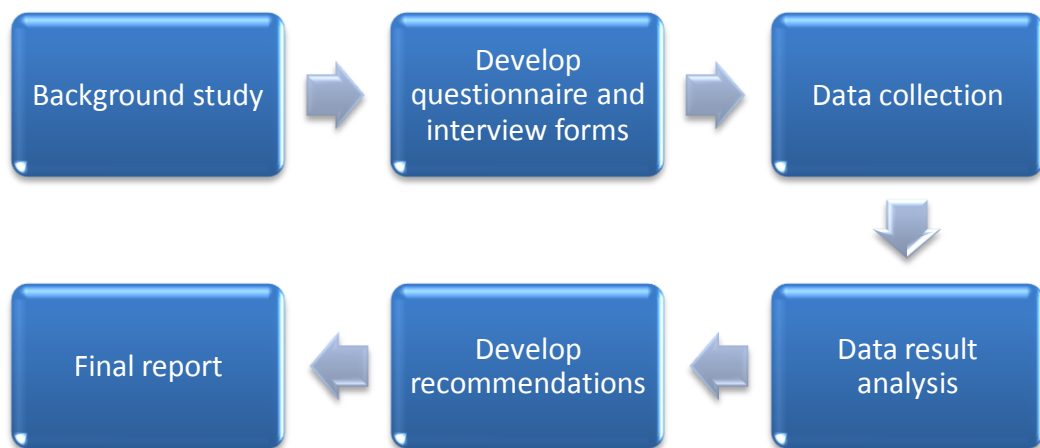 Background study
Develop
questionnaire and
interview forms
Data collection
Data result
analysis
Develop
recommendations
Final report